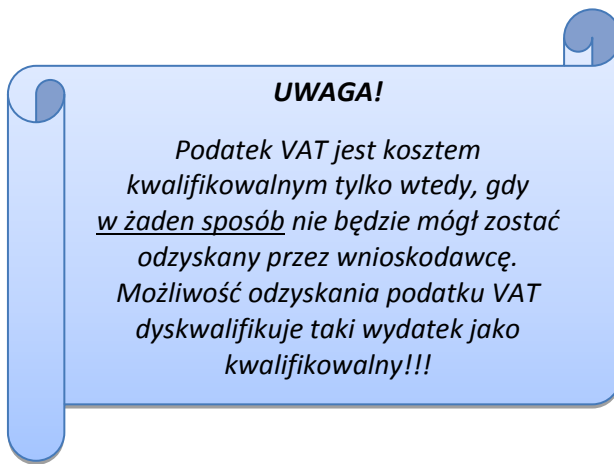 UWAGA!
Podatek VAT jest kosztem
kwalifikowalnym tylko wtedy, gdy
w żaden sposób nie będzie mógł zostać
odzyskany przez wnioskodawcę.
Możliwość odzyskania podatku VAT
dyskwalifikuje taki wydatek jako
kwalifikowalny!!!